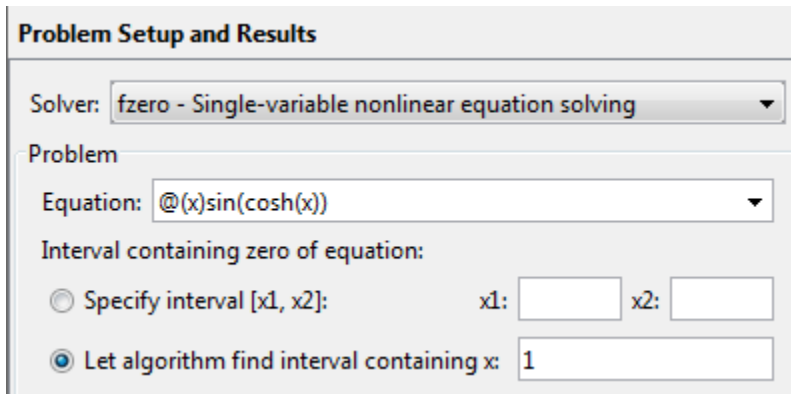 Problem Setup and Results
Solver: fzero - Single-variable nonlinear equation solving
Problem
Equation: @(x)sin(cosh(x))
Interval containing zero of equation:
Specify interval [x1, x2]: x1: x2:
Let algorithm find interval containing x: 1